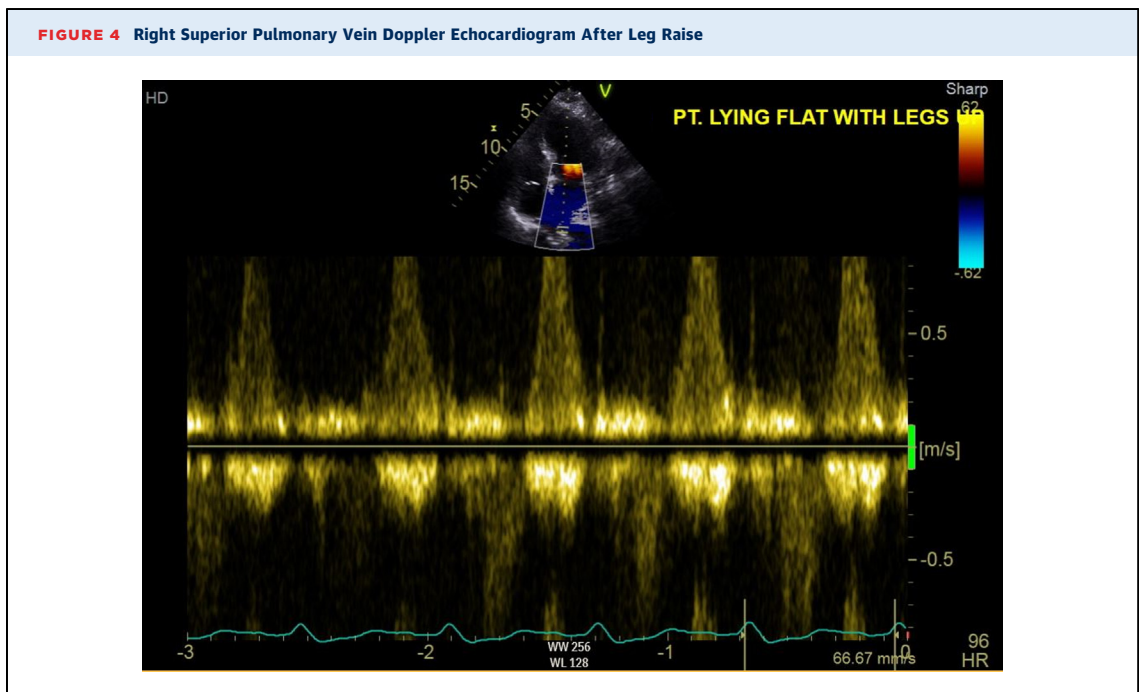 FIGURE 4 Right Superior Pulmonary Vein Doppler Echocardiogram After Leg Raise
HD
V
Sharp
.62
PT. LYING FLAT WITH LEGS UP
5
10
15
-.62
0.5
[m/s]
-0.5
-3
-2
WW 256
WL 128
-1
66.67 mm/s
0
96
HR